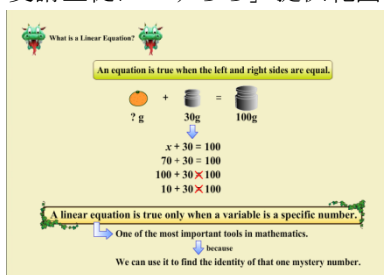 What is a Linear Equation?
An equation is true when the left and right sides are equal.
+ =
? g 30g 100g
x + 30 = 100
70 + 30 = 100
100 + 30 × 100
10 + 30 × 100
A linear equation is true only when a variable is a specific number.
One of the most important tools in mathematics.
because
We can use it to find the identity of that one mystery number.